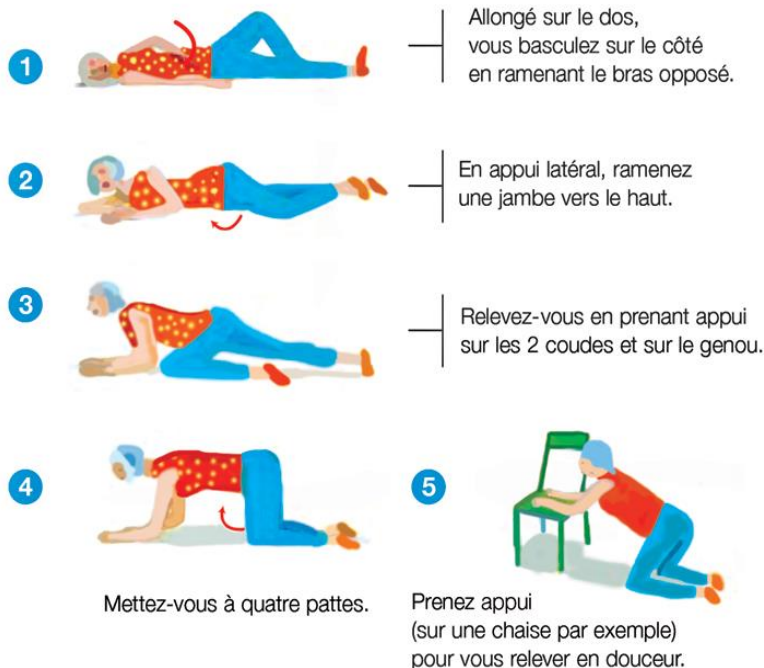 1
Allongé sur le dos,
vous basculez sur le côté
en ramenant le bras opposé.
2
En appui latéral, ramenez
une jambe vers le haut.
3
Relevez-vous en prenant appui
sur les 2 coudes et sur le genou.
4
Mettez-vous à quatre pattes.
5
Prenez appui
(sur une chaise par exemple)
pour vous relever en douceur.